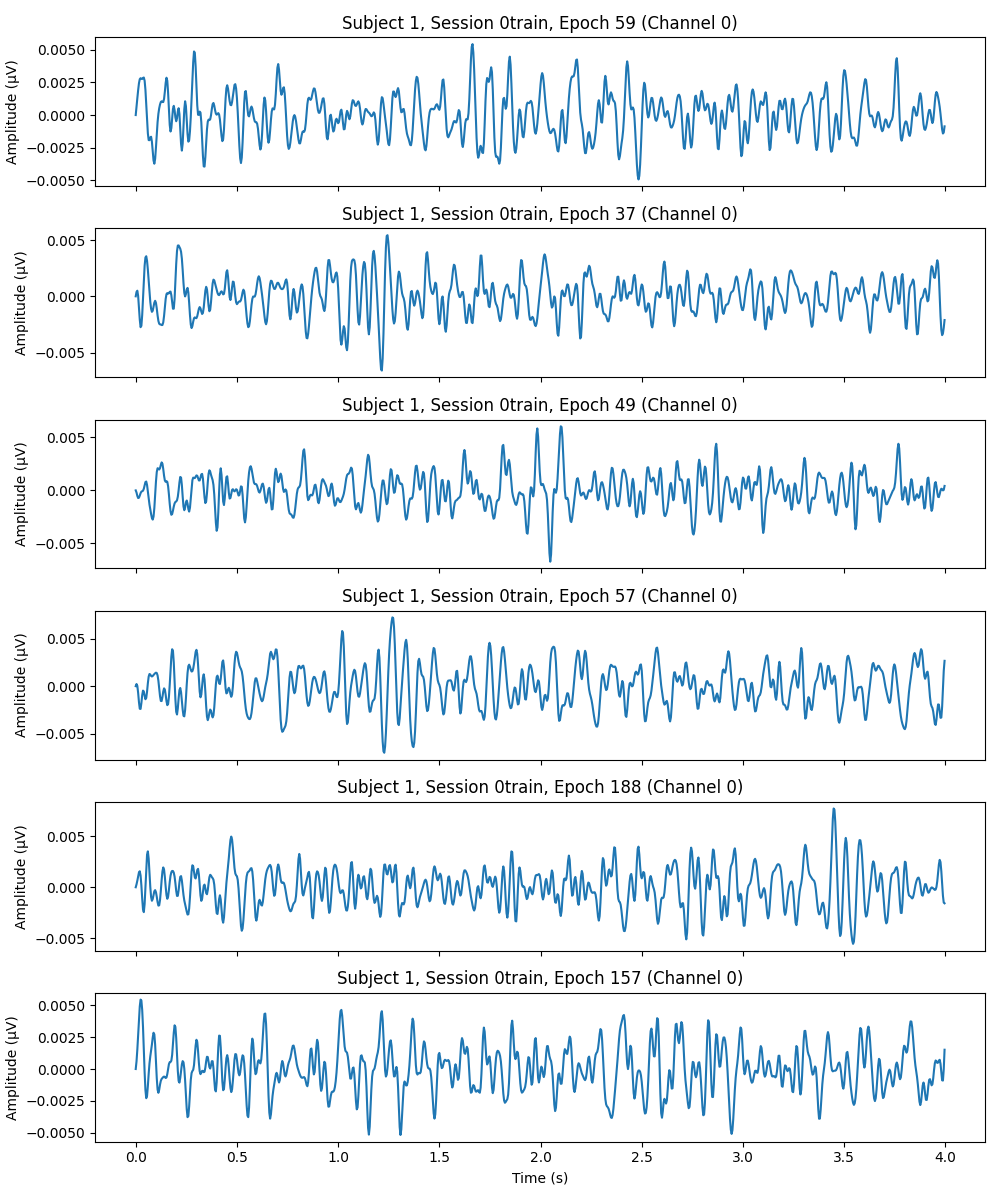 Subject 1, Session 0train, Epoch 59 (Channel 0)
Amplitude (µV)
0.0050
0.0025
0.0000
−0.0025
−0.0050
Subject 1, Session 0train, Epoch 37 (Channel 0)
Amplitude (µV)
0.005
0.000
−0.005
Subject 1, Session 0train, Epoch 49 (Channel 0)
Amplitude (µV)
0.005
0.000
−0.005
Subject 1, Session 0train, Epoch 57 (Channel 0)
Amplitude (µV)
0.005
0.000
−0.005
Subject 1, Session 0train, Epoch 188 (Channel 0)
Amplitude (µV)
0.005
0.000
−0.005
Subject 1, Session 0train, Epoch 157 (Channel 0)
Amplitude (µV)
0.0050
0.0025
0.0000
−0.0025
−0.0050
0.0 0.5 1.0 1.5 2.0 2.5 3.0 3.5 4.0
Time (s)